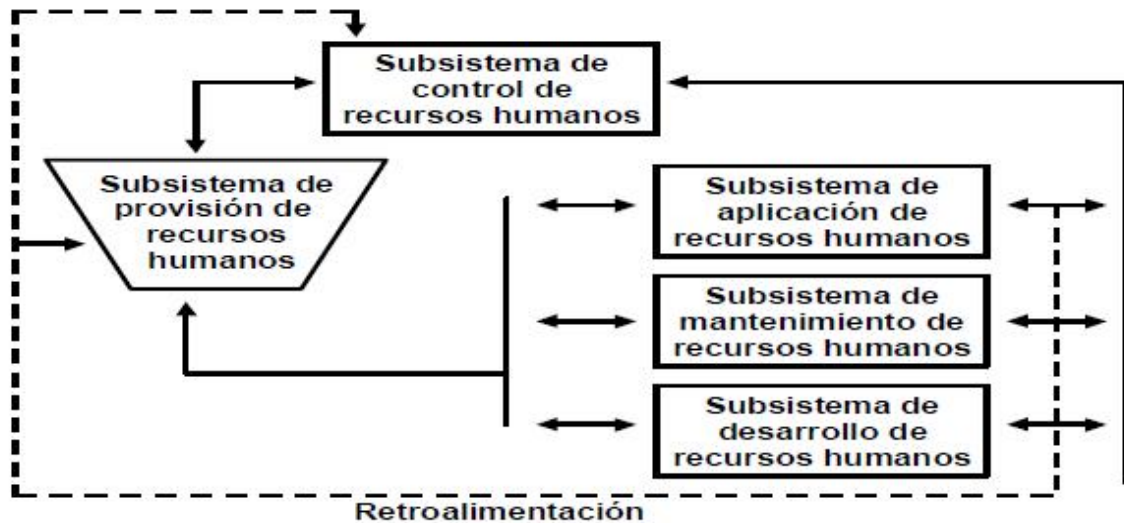 Subsistema de
control de
recursos humanos
Subsistema de
provisión de
recursos
humanos
Subsistema de
aplicación de
recursos humanos
Subsistema de
mantenimiento de
recursos humanos
Subsistema de
desarrollo de
recursos humanos
Retroalimentación